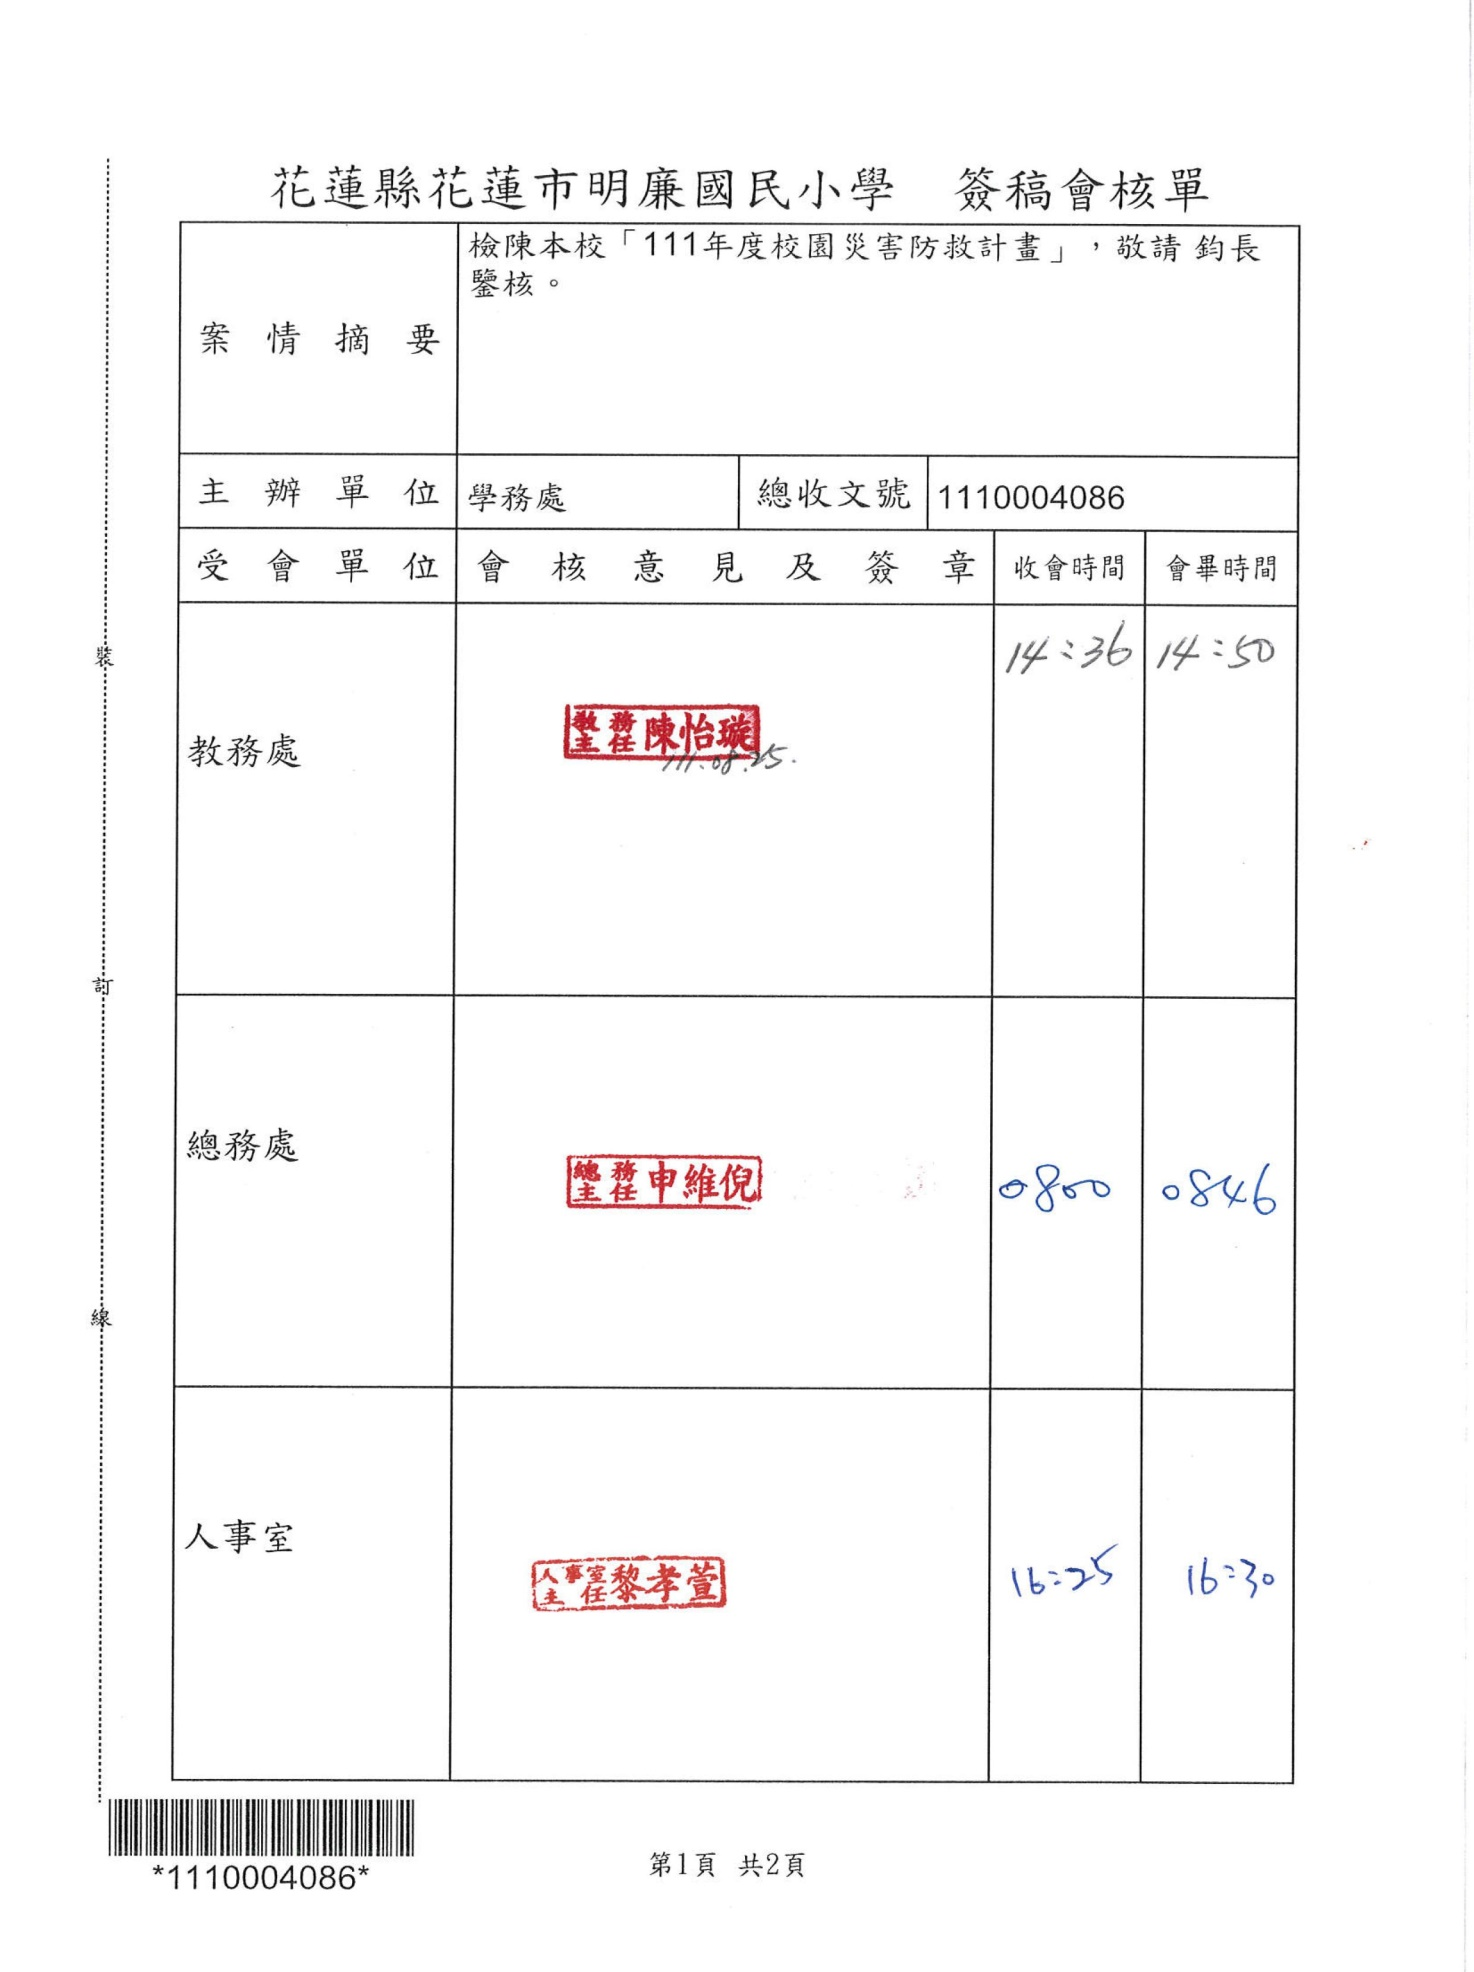 花蓮縣花蓮市明廉國民小學 簽稿會核單
案情摘要
檢陳本校「111年度校園災害防救計畫」，敬請 鈞長
鑒核。
主辦單位 學務處 總收文號 1110004086
受會單位 會核意見及簽章 收會時間 會畢時間
教務處 教務主任 陳怡璇 14:36 14:50
111.08.25.
總務處 總務主任 申維倪 0800 0846
人事室 人事室主任 黎孝萱 16:25 16:30
裝
訂
線
*1110004086*
第1頁 共2頁